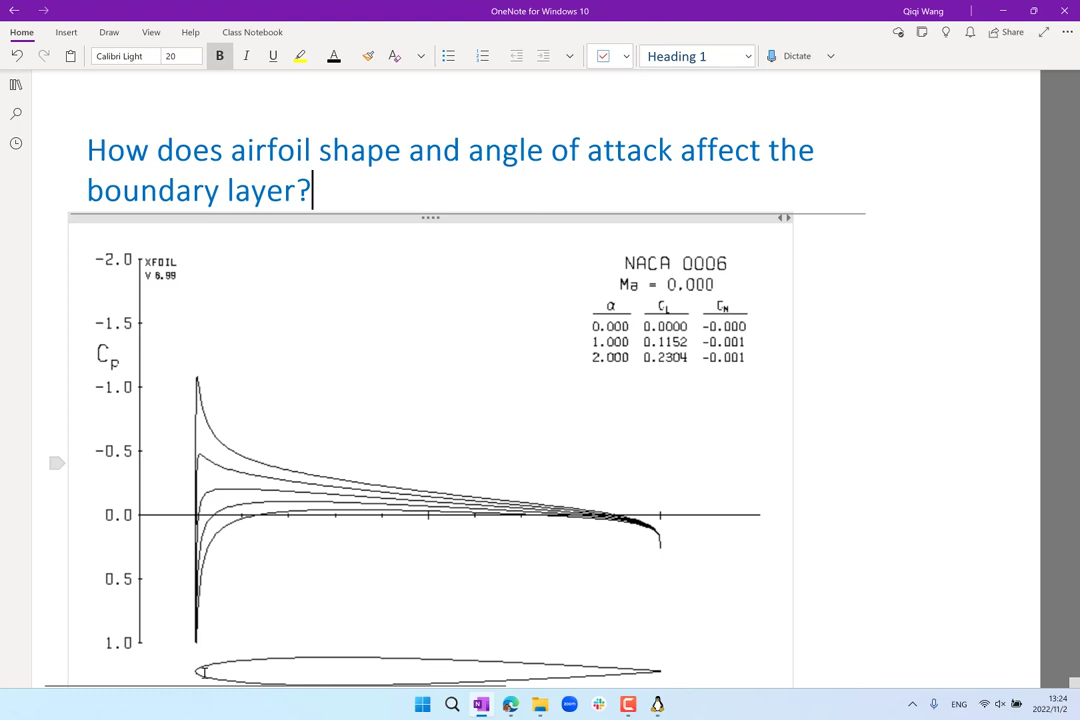 OneNote for Windows 10
Qiqi Wang
Home Insert Draw View Help Class Notebook
Share
Calibri Light 20
B I U A
Heading 1
Dictate
How does airfoil shape and angle of attack affect the
boundary layer?
-2.0
XFOIL
V 6.99
-1.5
Cp
-1.0
-0.5
0.0
0.5
1.0
NACA 0006
Ma = 0.000
α CL CM
0.000 0.0000 -0.000
1.000 0.1152 -0.001
2.000 0.2304 -0.001
zoom
ENG
13:24
2022/11/2